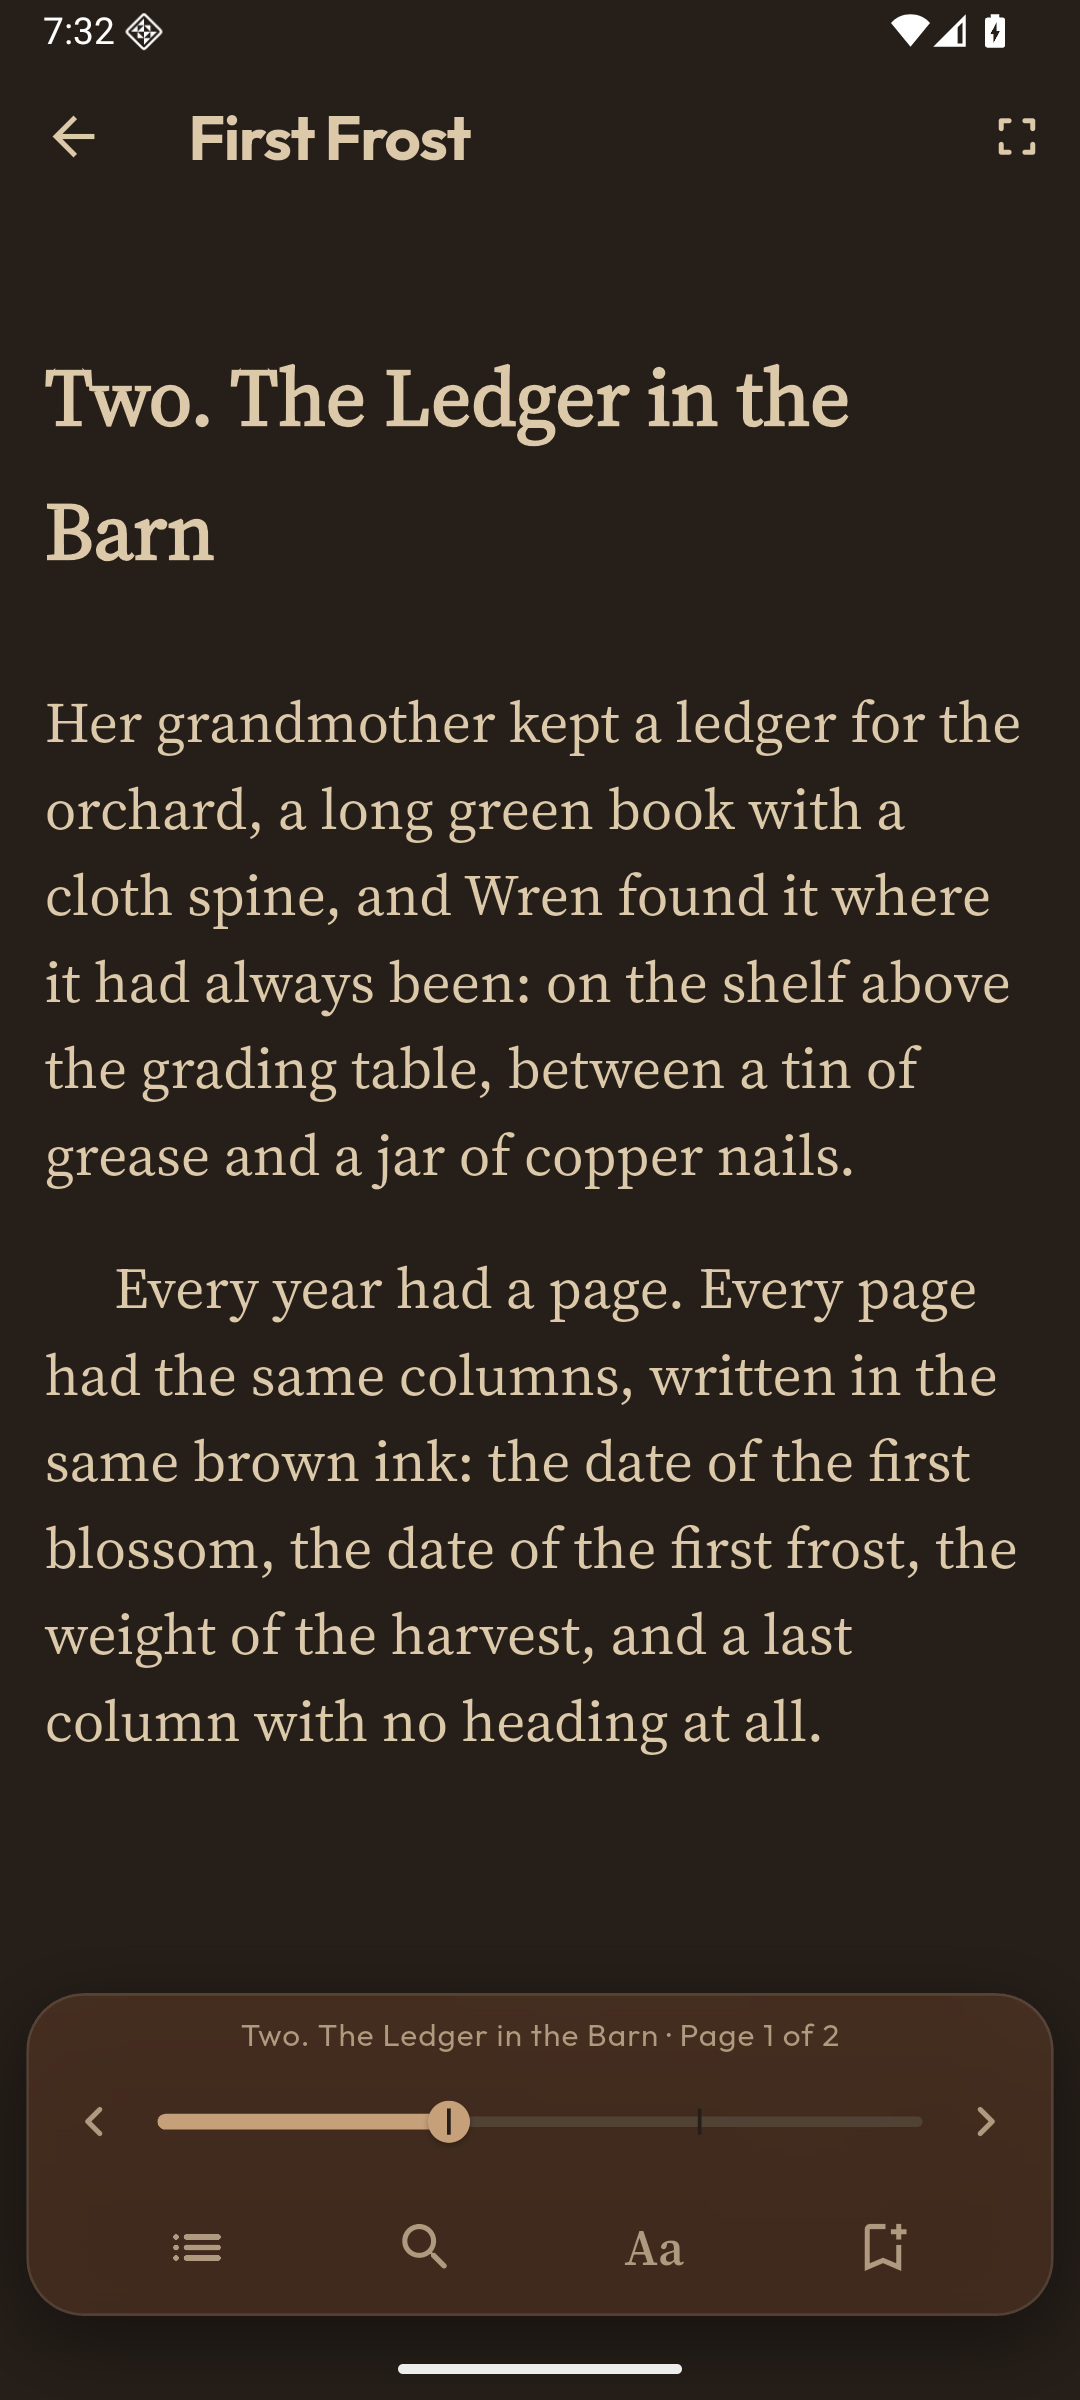 7:32
First Frost
Two. The Ledger in the
Barn
Her grandmother kept a ledger for the
orchard, a long green book with a
cloth spine, and Wren found it where
it had always been: on the shelf above
the grading table, between a tin of
grease and a jar of copper nails.
Every year had a page. Every page
had the same columns, written in the
same brown ink: the date of the first
blossom, the date of the first frost, the
weight of the harvest, and a last
column with no heading at all.
Two. The Ledger in the Barn · Page 1 of 2
Aa